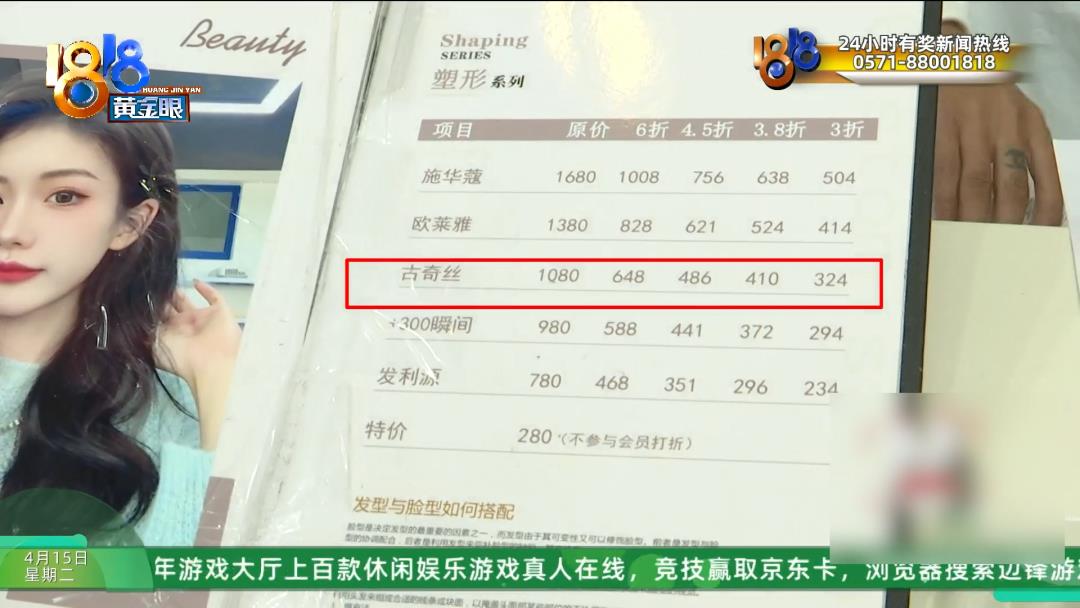 Beauty
1818
HUANG JIN YAN
黄金眼
1818
24小时有奖新闻热线
0571-88001818
Shaping
SERIES
塑形 系列
项目 原价 6折 4.5折 3.8折 3折
施华蔻 1680 1008 756 638 504
欧莱雅 1380 828 621 524 414
古奇丝 1080 648 486 410 324
+300瞬间 980 588 441 372 294
发利源 780 468 351 296 234
特价 280 (不参与会员打折)
发型与脸型如何搭配
4月15日
星期二
年游戏大厅上百款休闲娱乐游戏真人在线，竞技赢取京东卡，浏览器搜索边锋游